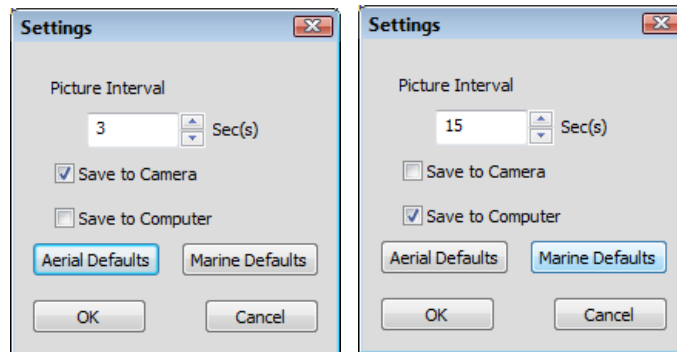 Settings
Picture Interval
3 Sec(s)
Save to Camera
Save to Computer
Aerial Defaults Marine Defaults
OK Cancel
Settings
Picture Interval
15 Sec(s)
Save to Camera
Save to Computer
Aerial Defaults Marine Defaults
OK Cancel